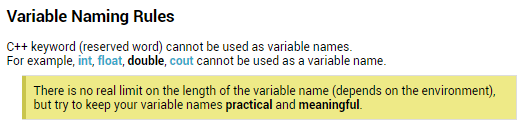 Variable Naming Rules
C++ keyword (reserved word) cannot be used as variable names.
For example, int, float, double, cout cannot be used as a variable name.
There is no real limit on the length of the variable name (depends on the environment),
but try to keep your variable names practical and meaningful.